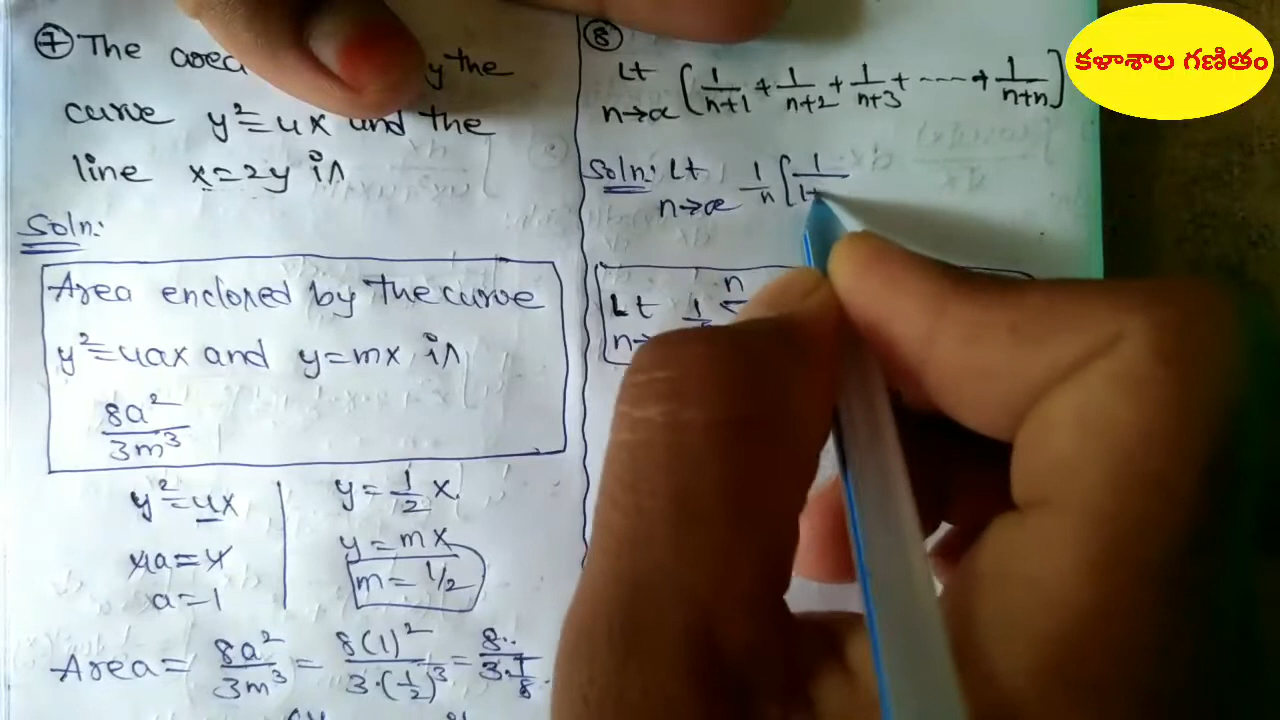 ⑦ The area y the
curve y²=4x and the
line x=2y is
Soln:
Area enclosed by the curve
y²=4ax and y=mx is
8a²/3m³
y²=4x
4a=4
a=1
y=1/2 x
y=mx
m=1/2
Area = 8a²/3m³ = 8(1)²/3·(1/2)³ = 8/3·1/8
⑧
Lt n→∞ [1/n+1 + 1/n+2 + 1/n+3 + ---- + 1/n+n]
Soln: Lt n→∞ 1/n [1/1+
Lt n→ 1 n
కళాశాల గణితం